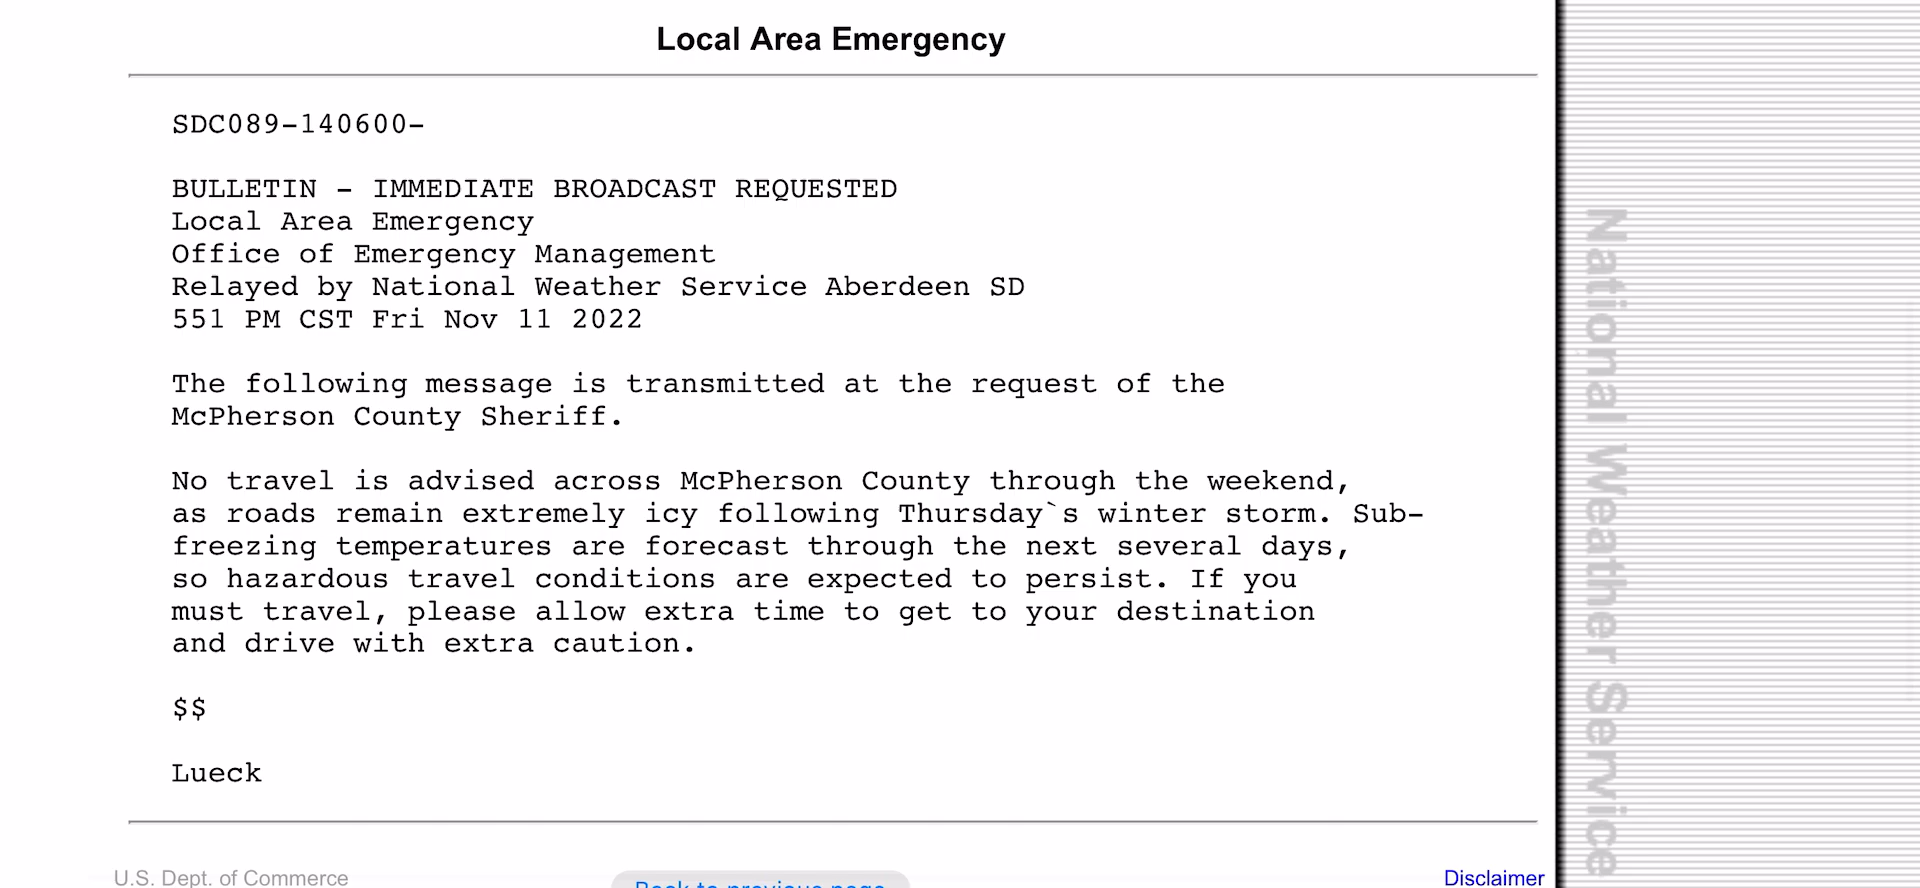 Local Area Emergency
SDC089-140600-
BULLETIN - IMMEDIATE BROADCAST REQUESTED
Local Area Emergency
Office of Emergency Management
Relayed by National Weather Service Aberdeen SD
551 PM CST Fri Nov 11 2022
The following message is transmitted at the request of the
McPherson County Sheriff.
No travel is advised across McPherson County through the weekend,
as roads remain extremely icy following Thursday`s winter storm. Sub-
freezing temperatures are forecast through the next several days,
so hazardous travel conditions are expected to persist. If you
must travel, please allow extra time to get to your destination
and drive with extra caution.
$$
Lueck
U.S. Dept. of Commerce
Back to previous page
Disclaimer
National Weather Service